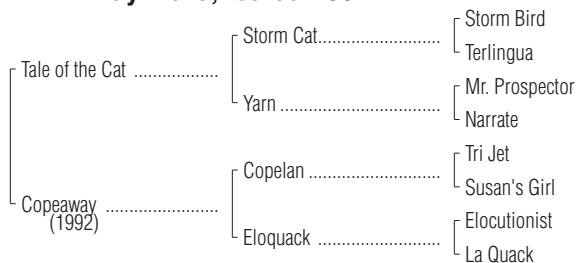 Storm Bird
Storm Cat
Terlingua
Tale of the Cat
Mr. Prospector
Yarn
Narrate
Tri Jet
Copelan
Susan's Girl
Copeaway
(1992)
Elocutionist
Eloquack
La Quack